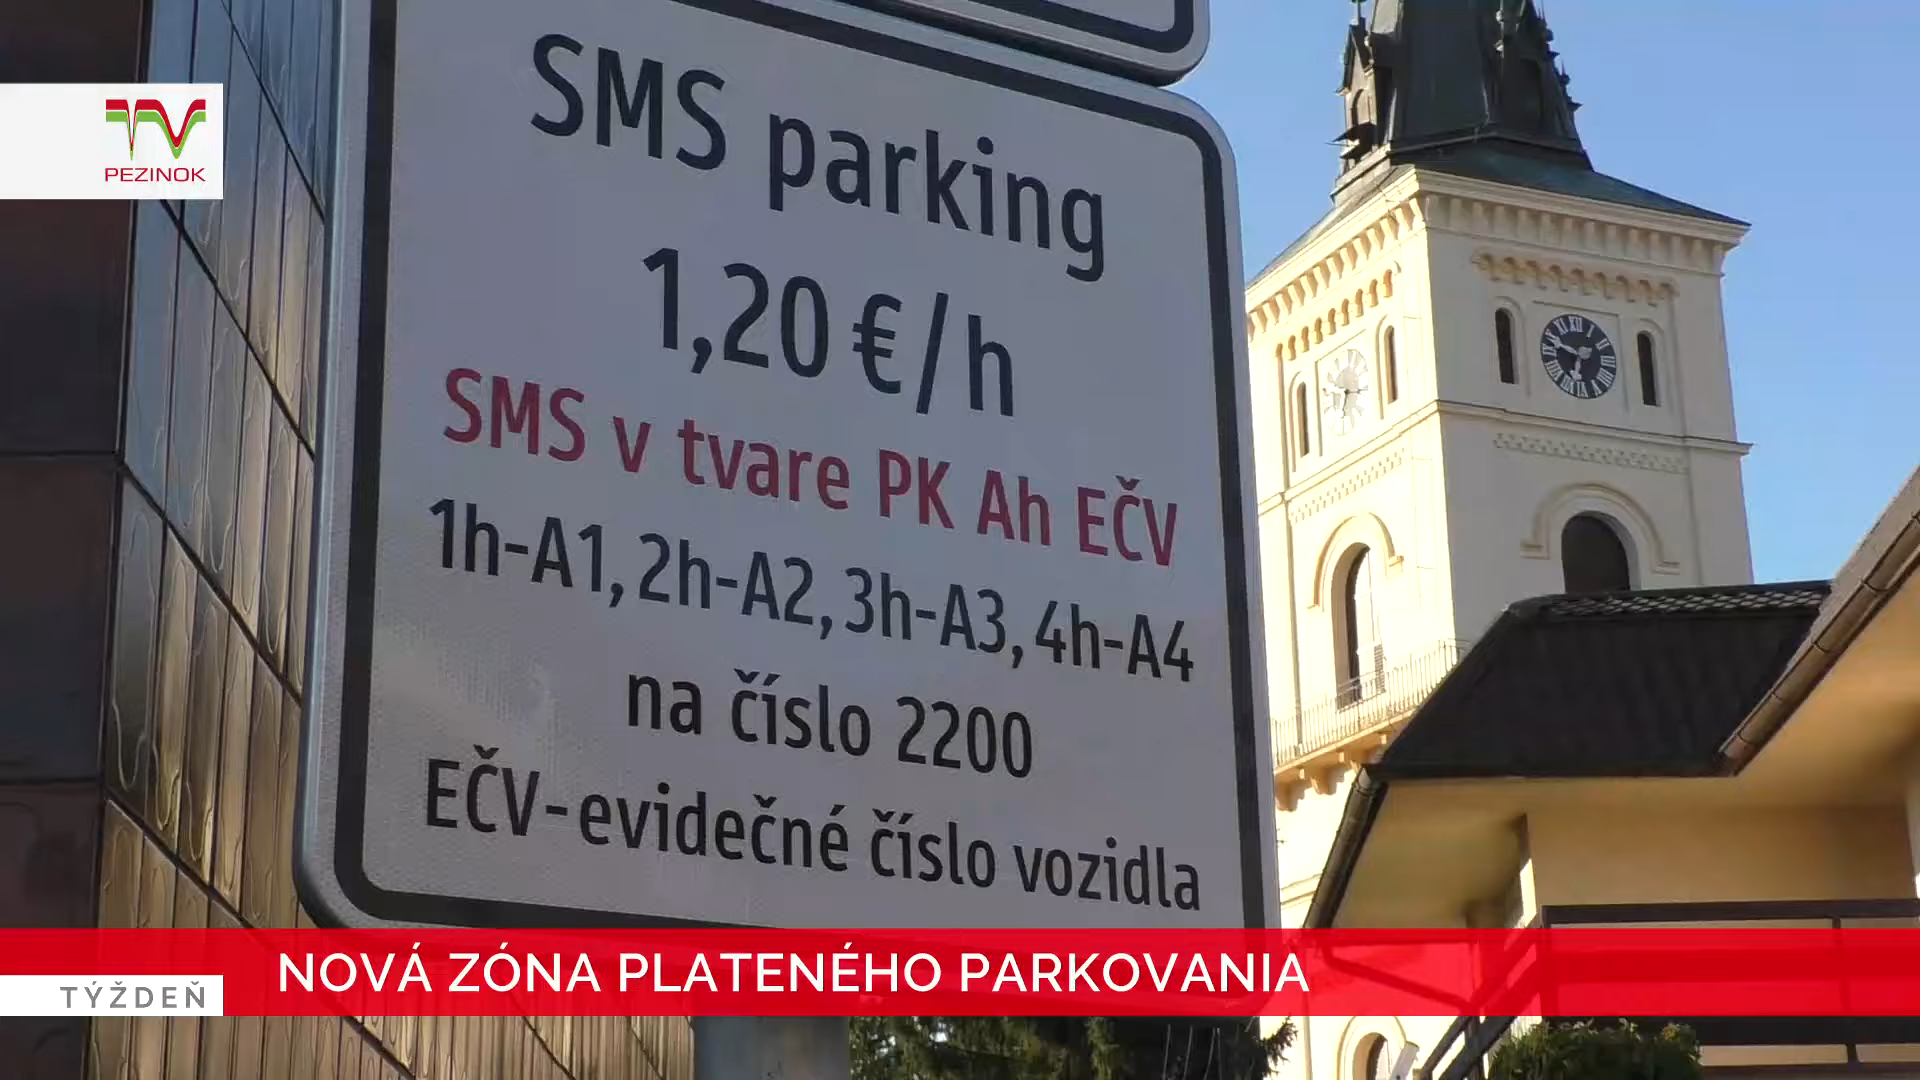 TV
PEZINOK
SMS parking
1,20 €/h
SMS v tvare PK Ah EČV
1h-A1, 2h-A2, 3h-A3, 4h-A4
na číslo 2200
EČV-evidečné číslo vozidla
NOVÁ ZÓNA PLATENÉHO PARKOVANIA
TÝŽDEŇ